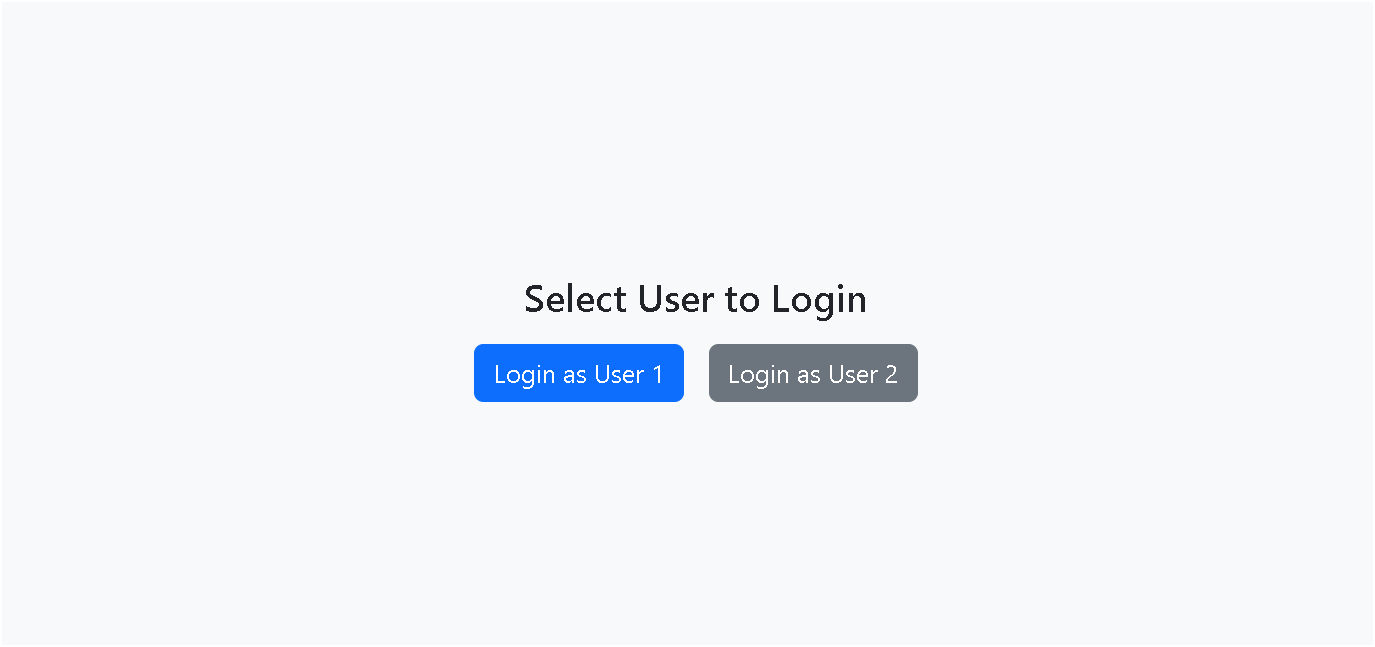 Select User to Login
Login as User 1
Login as User 2